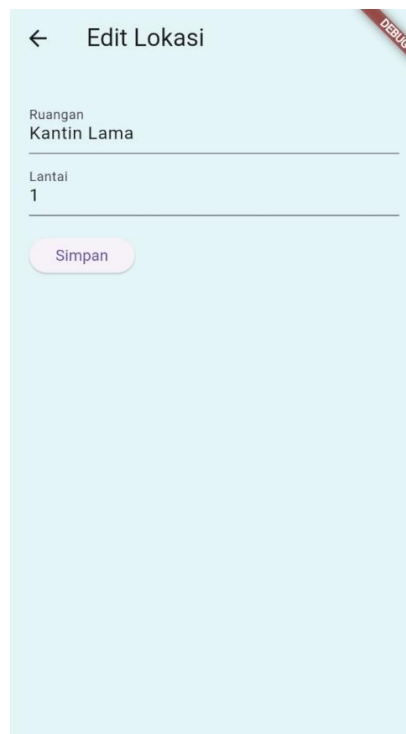 Edit Lokasi
DEBUG
Ruangan
Kantin Lama
Lantai
1
Simpan